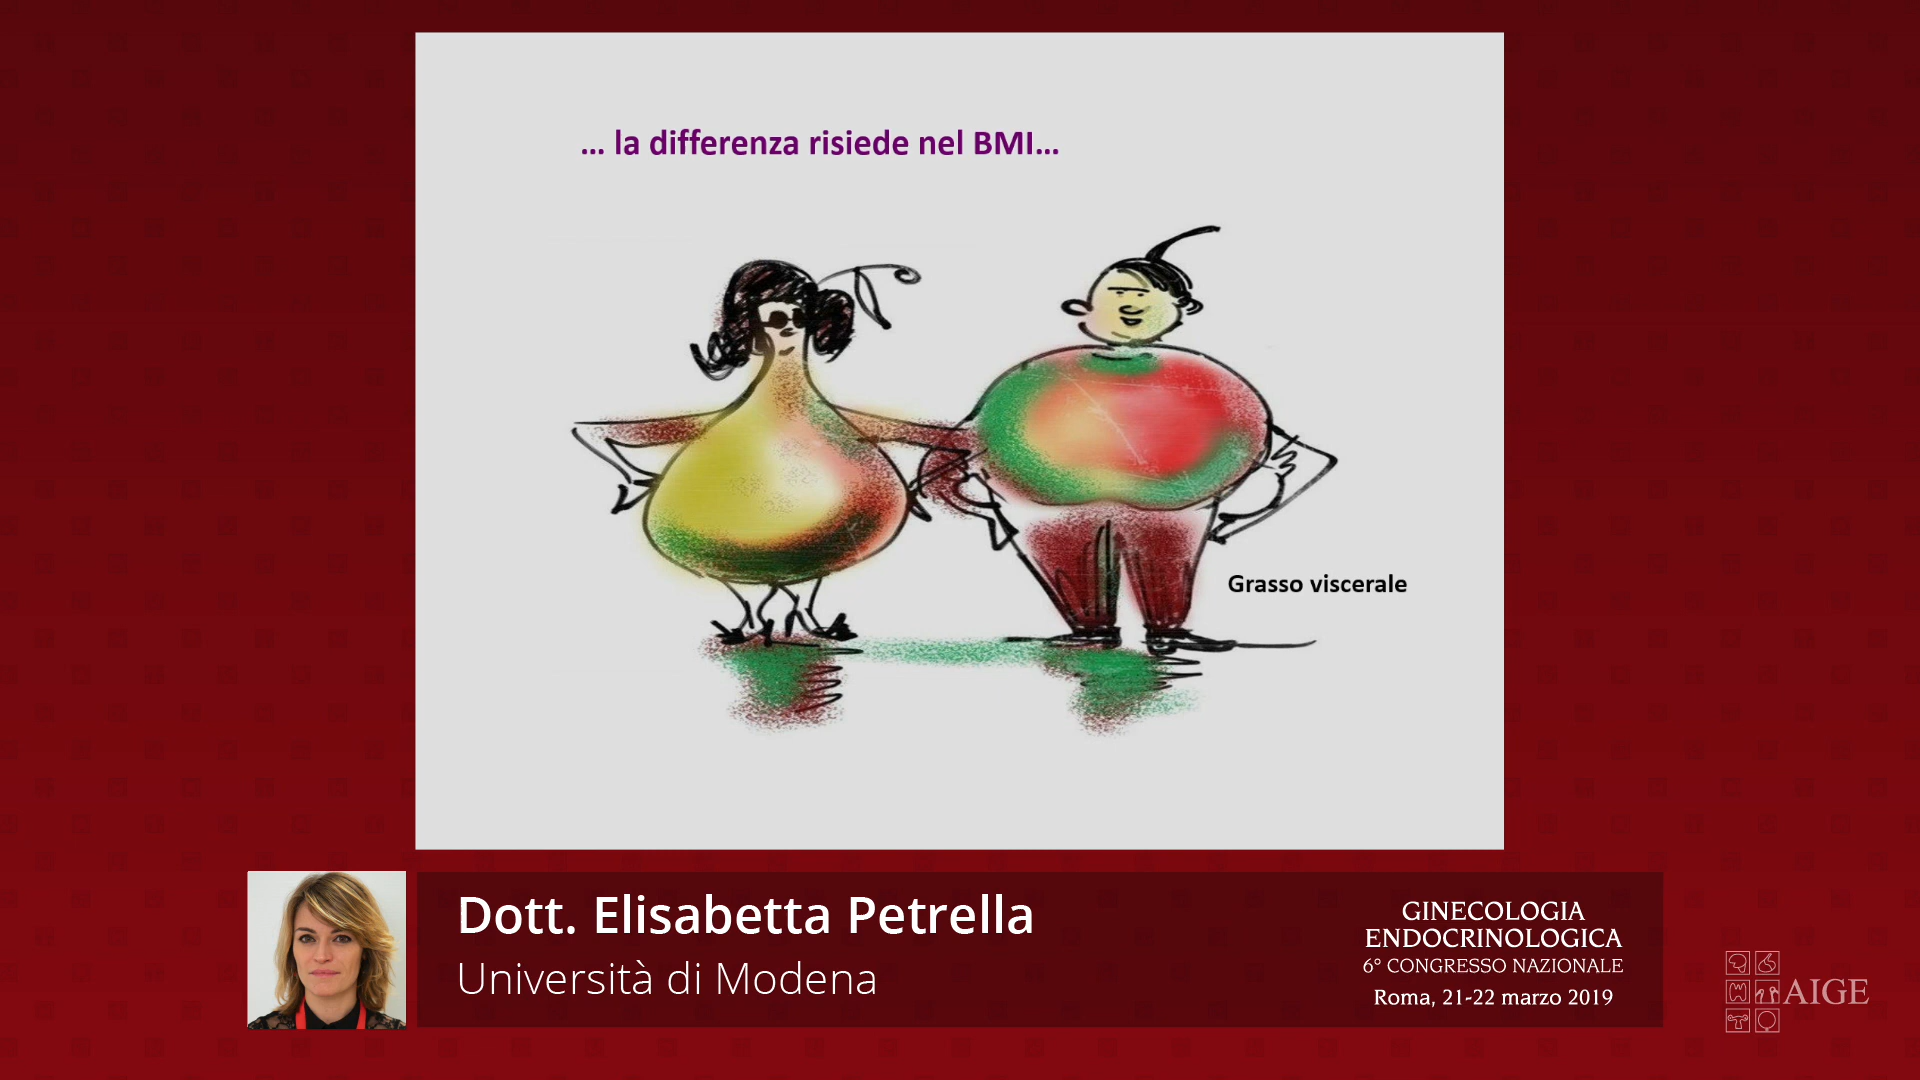 ... la differenza risiede nel BMI...
Grasso viscerale
Dott. Elisabetta Petrella
Università di Modena
GINECOLOGIA
ENDOCRINOLOGICA
6° CONGRESSO NAZIONALE
Roma, 21-22 marzo 2019
AIGE